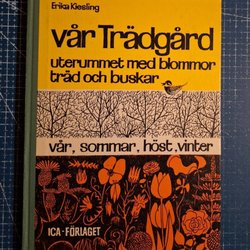 Erika Kiesling
vår Trädgård
uterummet med blommor
träd och buskar
vår, sommar, höst, vinter
ICA-FÖRLAGET